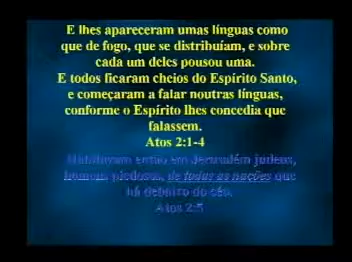 E lhes apareceram umas línguas como
que de fogo, que se distribuíam, e sobre
cada um deles pousou uma.
E todos ficaram cheios do Espírito Santo,
e começaram a falar noutras línguas,
conforme o Espírito lhes concedia que
falassem.
Atos 2:1-4
Habitavam então em Jerusalém judeus,
homens piedosos, de todas as nações que
há debaixo do céu.
Atos 2:5